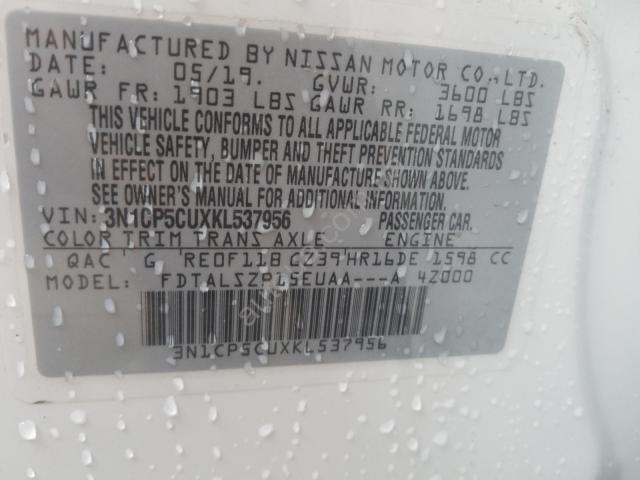 MANUFACTURED BY NISSAN MOTOR CO.,LTD.
DATE: 05/19. GVWR: 3600 LBS
GAWR FR: 1903 LBS GAWR RR: 1698 LBS
THIS VEHICLE CONFORMS TO ALL APPLICABLE FEDERAL MOTOR
VEHICLE SAFETY, BUMPER AND THEFT PREVENTION STANDARDS
IN EFFECT ON THE DATE OF MANUFACTURE SHOWN ABOVE.
SEE OWNER'S MANUAL FOR ADDITIONAL INFORMATION.
VIN: 3N1CP5CUXKL537956 PASSENGER CAR.
COLOR TRIM TRANS AXLE ENGINE
QAC G RE0F11B GZ39 HR16DE 1598 CC
MODEL: FDTALSZP15EUAA---A 42000
3N1CP5CUXKL537956